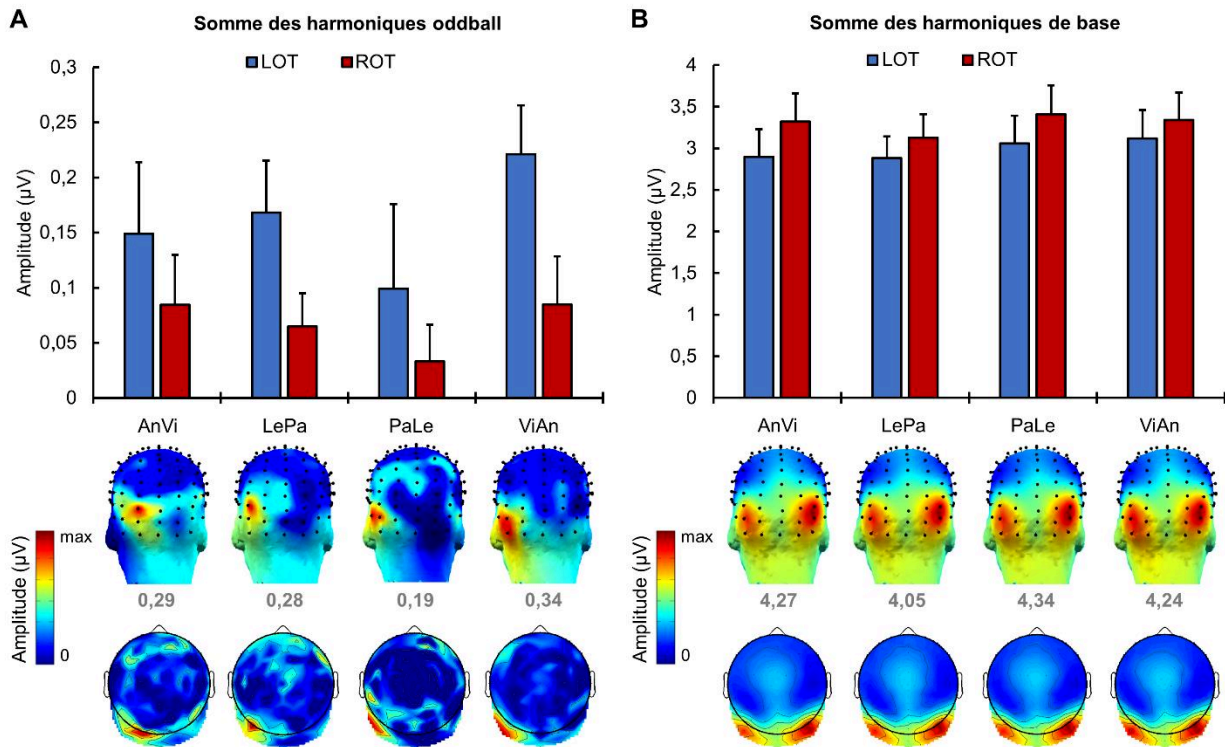 A
Somme des harmoniques oddball
LOT ROT
Amplitude (µV)
0,3
0,25
0,2
0,15
0,1
0,05
0
AnVi LePa PaLe ViAn
Amplitude (µV)
max
0
0,29 0,28 0,19 0,34
B
Somme des harmoniques de base
LOT ROT
Amplitude (µV)
4
3,5
3
2,5
2
1,5
1
0,5
0
AnVi LePa PaLe ViAn
Amplitude (µV)
max
0
4,27 4,05 4,34 4,24